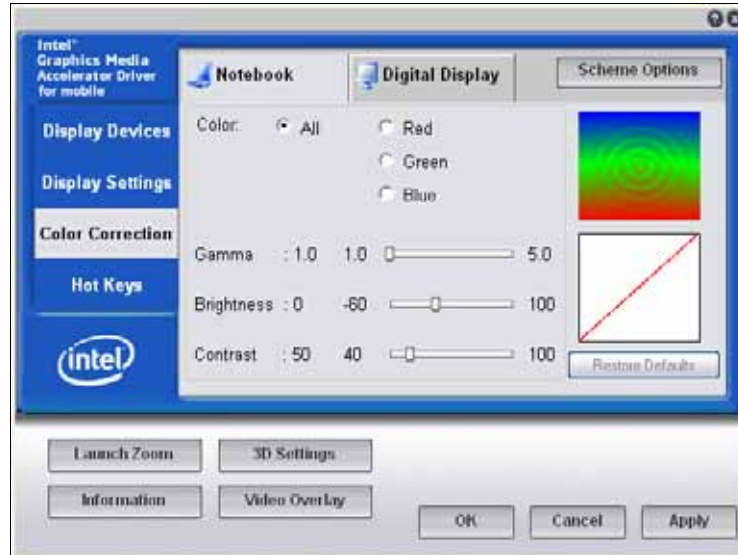 Intel®
Graphics Media
Accelerator Driver
for mobile
Notebook
Digital Display
Scheme Options
Display Devices
Display Settings
Color Correction
Hot Keys
intel
Color: All
Red
Green
Blue
Gamma : 1.0 1.0 5.0
Brightness : 0 -60 100
Contrast : 50 40 100
Restore Defaults
Launch Zoom
3D Settings
Information
Video Overlay
OK
Cancel
Apply